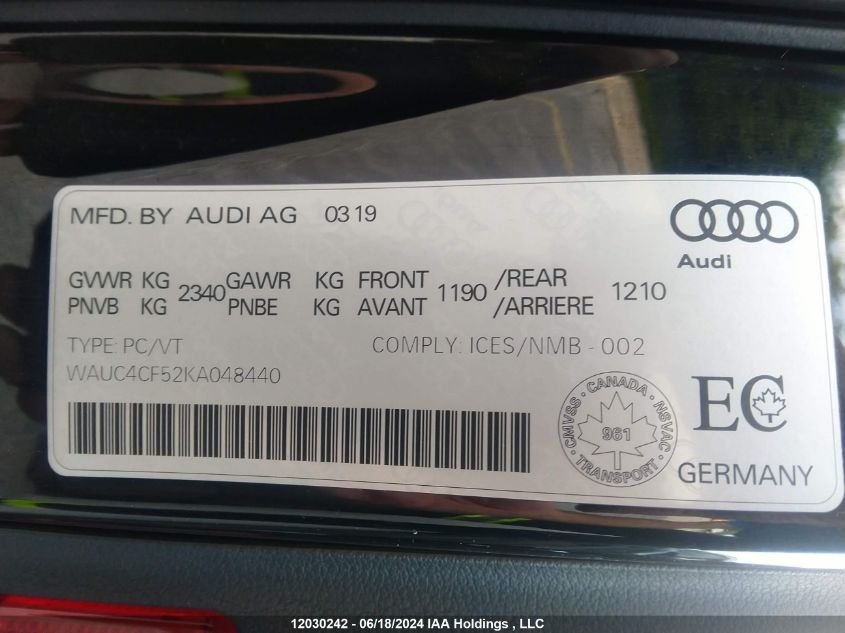 MFD. BY AUDI AG 03 19
Audi
GVWR KG 2340 GAWR KG FRONT 1190 /REAR 1210
PNVB KG PNBE KG AVANT /ARRIERE
TYPE: PC/VT COMPLY: ICES/NMB - 002
WAUC4CF52KA048440
CMVSS · CANADA · NSVAC · TRANSPORT
961
EC
GERMANY
12030242 - 06/18/2024 IAA Holdings , LLC